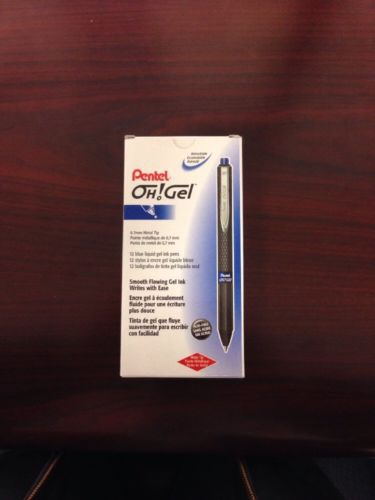 Pentel
OH!Gel™
0.7mm Metal Tip
Pointe métallique de 0,7 mm
Punta de metal de 0,7 mm
12 blue liquid gel ink pens
12 stylos à encre gel liquide bleue
12 bolígrafos de tinta gel líquida azul
Smooth Flowing Gel Ink
Writes with Ease
Encre gel à écoulement
fluide pour une écriture
plus douce
Tinta de gel que fluye
suavemente para escribir
con facilidad
Pentel
OH!Gel